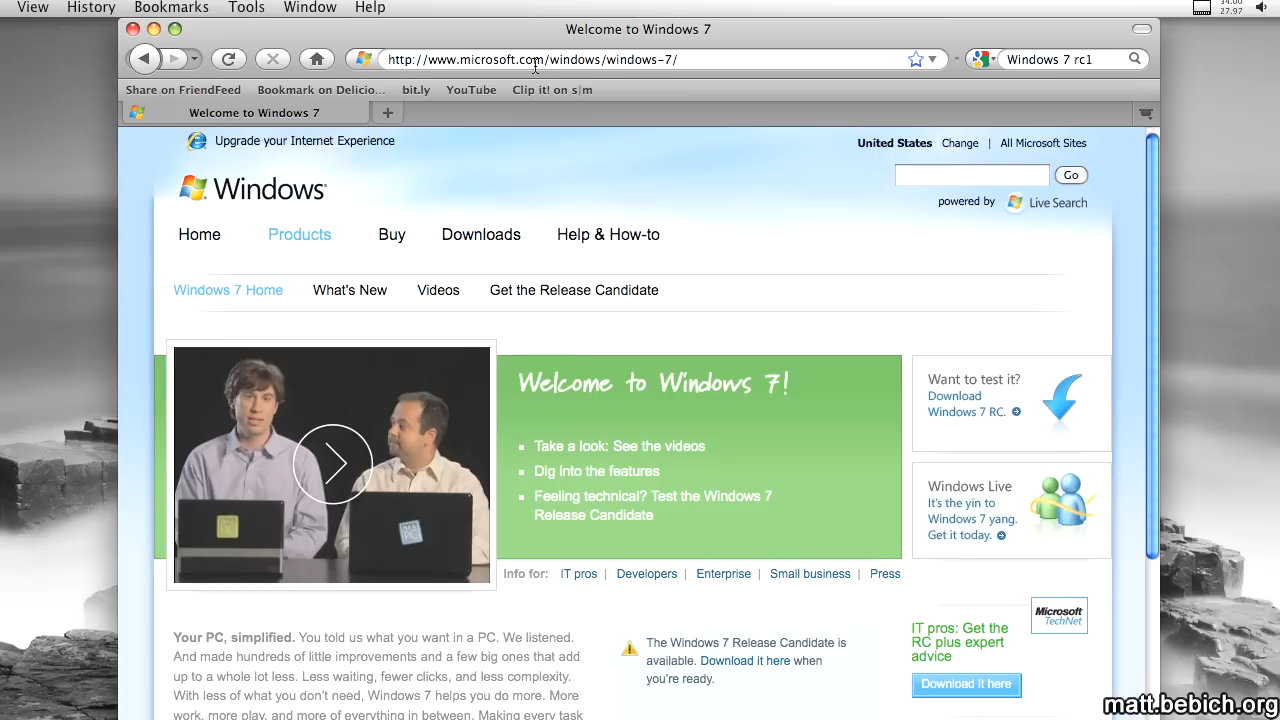 View History Bookmarks Tools Window Help
34.00
27.97
Welcome to Windows 7
http://www.microsoft.com/windows/windows-7/
Windows 7 rc1
Share on FriendFeed Bookmark on Delicio... bit.ly YouTube Clip it! on s|m
Welcome to Windows 7
Upgrade your Internet Experience
United States Change | All Microsoft Sites
Windows
Go
powered by Live Search
Home Products Buy Downloads Help & How-to
Windows 7 Home What's New Videos Get the Release Candidate
Welcome to Windows 7!
Take a look: See the videos
Dig into the features
Feeling technical? Test the Windows 7
Release Candidate
Want to test it?
Download
Windows 7 RC.
Windows Live
It's the yin to
Windows 7 yang.
Get it today.
I'M A
PC
Info for: IT pros | Developers | Enterprise | Small business | Press
Your PC, simplified. You told us what you want in a PC. We listened.
And made hundreds of little improvements and a few big ones that add
up to a whole lot less. Less waiting, fewer clicks, and less complexity.
With less of what you don't need, Windows 7 helps you do more. More
work, more play, and more of everything in between. Making every task
The Windows 7 Release Candidate is
available. Download it here when
you're ready.
Microsoft
TechNet
IT pros: Get the
RC plus expert
advice
Download it here
matt.bebich.org